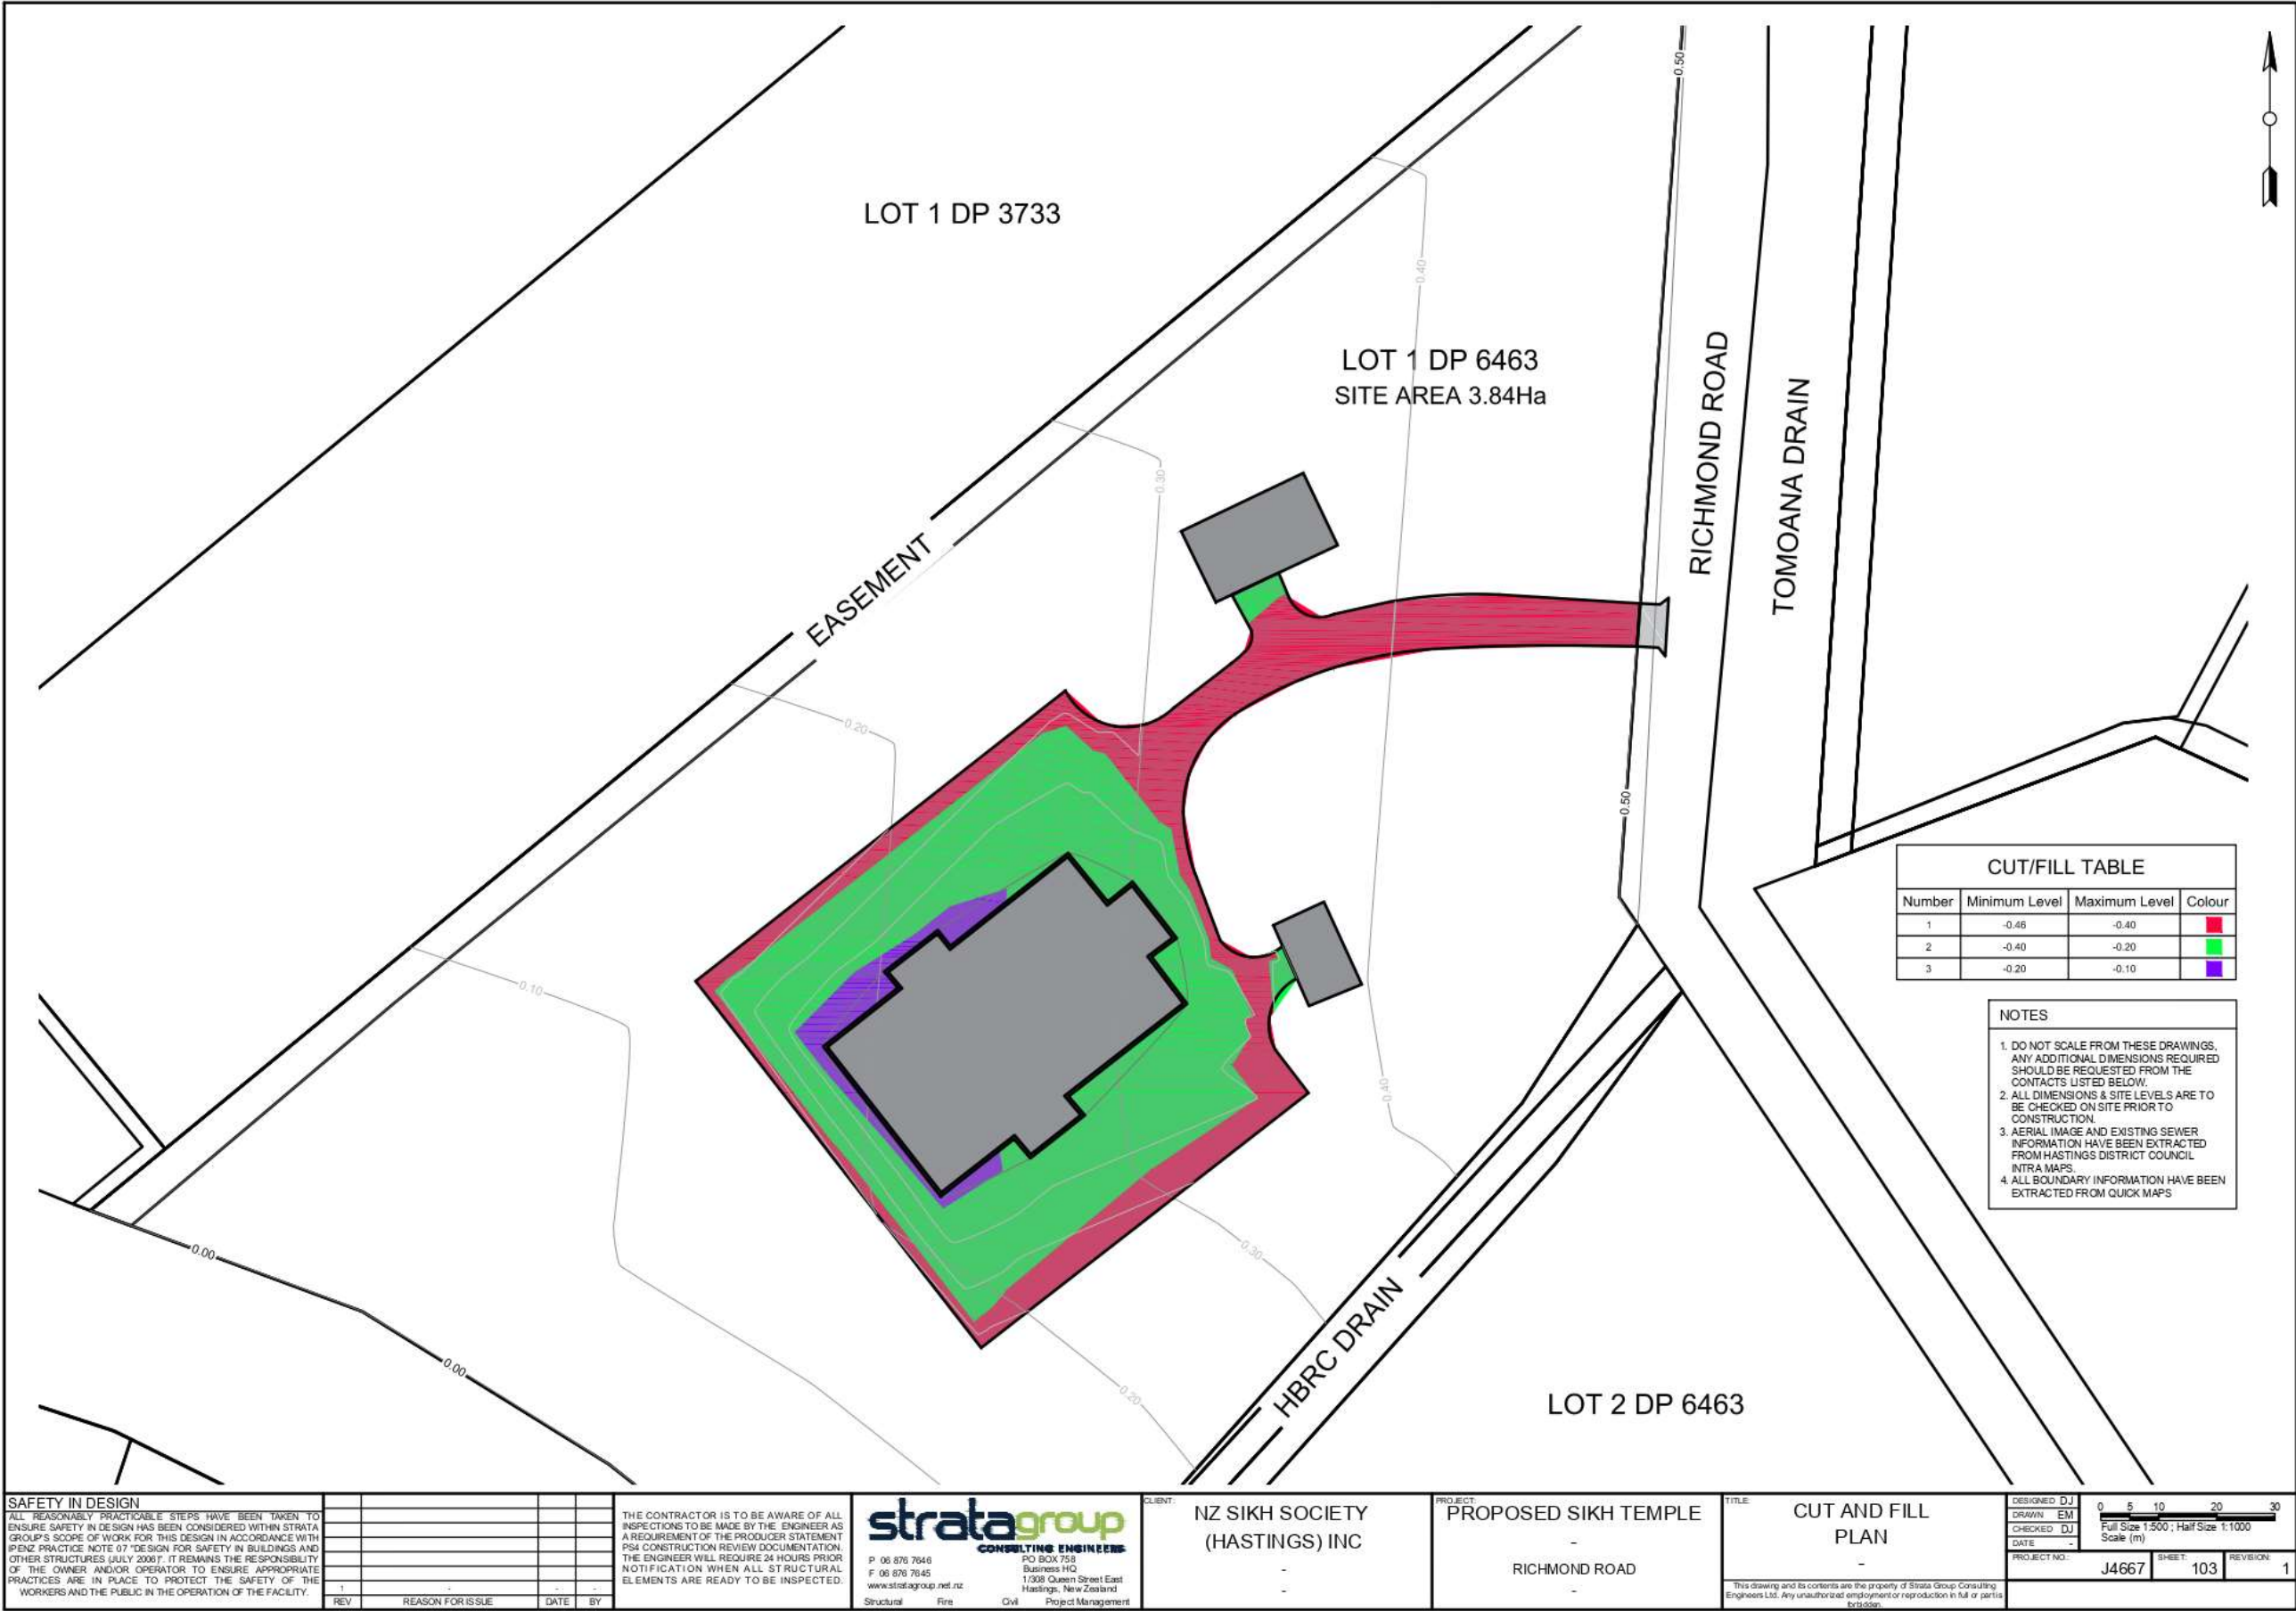 LOT 1 DP 3733
LOT 1 DP 6463
SITE AREA 3.84Ha
EASEMENT
RICHMOND ROAD
TOMOANA DRAIN
HBRC DRAIN
LOT 2 DP 6463
0.50
0.40
0.30
0.20
0.10
0.50
0.00
0.00
0.40
0.30
0.20
CUT/FILL TABLE
Number Minimum Level Maximum Level Colour
1 -0.46 -0.40
2 -0.40 -0.20
3 -0.20 -0.10
NOTES
1. DO NOT SCALE FROM THESE DRAWINGS,
ANY ADDITIONAL DIMENSIONS REQUIRED
SHOULD BE REQUESTED FROM THE
CONTACTS LISTED BELOW.
2. ALL DIMENSIONS & SITE LEVELS ARE TO
BE CHECKED ON SITE PRIOR TO
CONSTRUCTION.
3. AERIAL IMAGE AND EXISTING SEWER
INFORMATION HAVE BEEN EXTRACTED
FROM HASTINGS DISTRICT COUNCIL
INTRA MAPS.
4. ALL BOUNDARY INFORMATION HAVE BEEN
EXTRACTED FROM QUICK MAPS
SAFETY IN DESIGN
ALL REASONABLY PRACTICABLE STEPS HAVE BEEN TAKEN TO
ENSURE SAFETY IN DESIGN HAS BEEN CONSIDERED WITHIN STRATA
GROUP'S SCOPE OF WORK FOR THIS DESIGN IN ACCORDANCE WITH
IPENZ PRACTICE NOTE 07 "DESIGN FOR SAFETY IN BUILDINGS AND
OTHER STRUCTURES (JULY 2006)". IT REMAINS THE RESPONSIBILITY
OF THE OWNER AND/OR OPERATOR TO ENSURE APPROPRIATE
PRACTICES ARE IN PLACE TO PROTECT THE SAFETY OF THE
WORKERS AND THE PUBLIC IN THE OPERATION OF THE FACILITY.
1 - - -
REV REASON FOR ISSUE DATE BY
THE CONTRACTOR IS TO BE AWARE OF ALL
INSPECTIONS TO BE MADE BY THE ENGINEER AS
A REQUIREMENT OF THE PRODUCER STATEMENT
PS4 CONSTRUCTION REVIEW DOCUMENTATION.
THE ENGINEER WILL REQUIRE 24 HOURS PRIOR
NOTIFICATION WHEN ALL STRUCTURAL
ELEMENTS ARE READY TO BE INSPECTED.
stratagroup
CONSULTING ENGINEERS
P 06 876 7646
F 06 876 7645
www.stratagroup.net.nz
PO BOX 758
Business HQ
1/308 Queen Street East
Hastings, New Zealand
Structural Fire Civil Project Management
CLIENT:
NZ SIKH SOCIETY
(HASTINGS) INC
-
-
PROJECT:
PROPOSED SIKH TEMPLE
-
RICHMOND ROAD
-
TITLE:
CUT AND FILL
PLAN
-
This drawing and its contents are the property of Strata Group Consulting
Engineers Ltd. Any unauthorized employment or reproduction in full or part is
forbidden.
DESIGNED DJ
DRAWN EM
CHECKED DJ
DATE -
0 5 10 20 30
Full Size 1:500 ; Half Size 1:1000
Scale (m)
PROJECT NO.: J4667
SHEET: 103
REVISION: 1